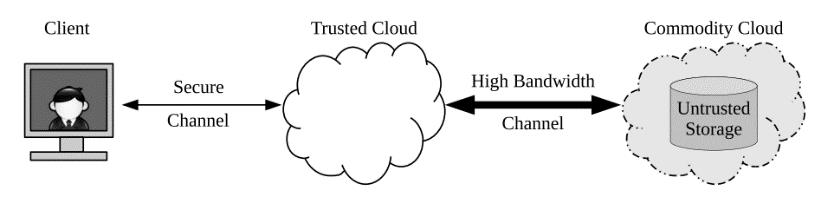 Client
Trusted Cloud
Commodity Cloud
Secure
Channel
High Bandwidth
Channel
Untrusted
Storage